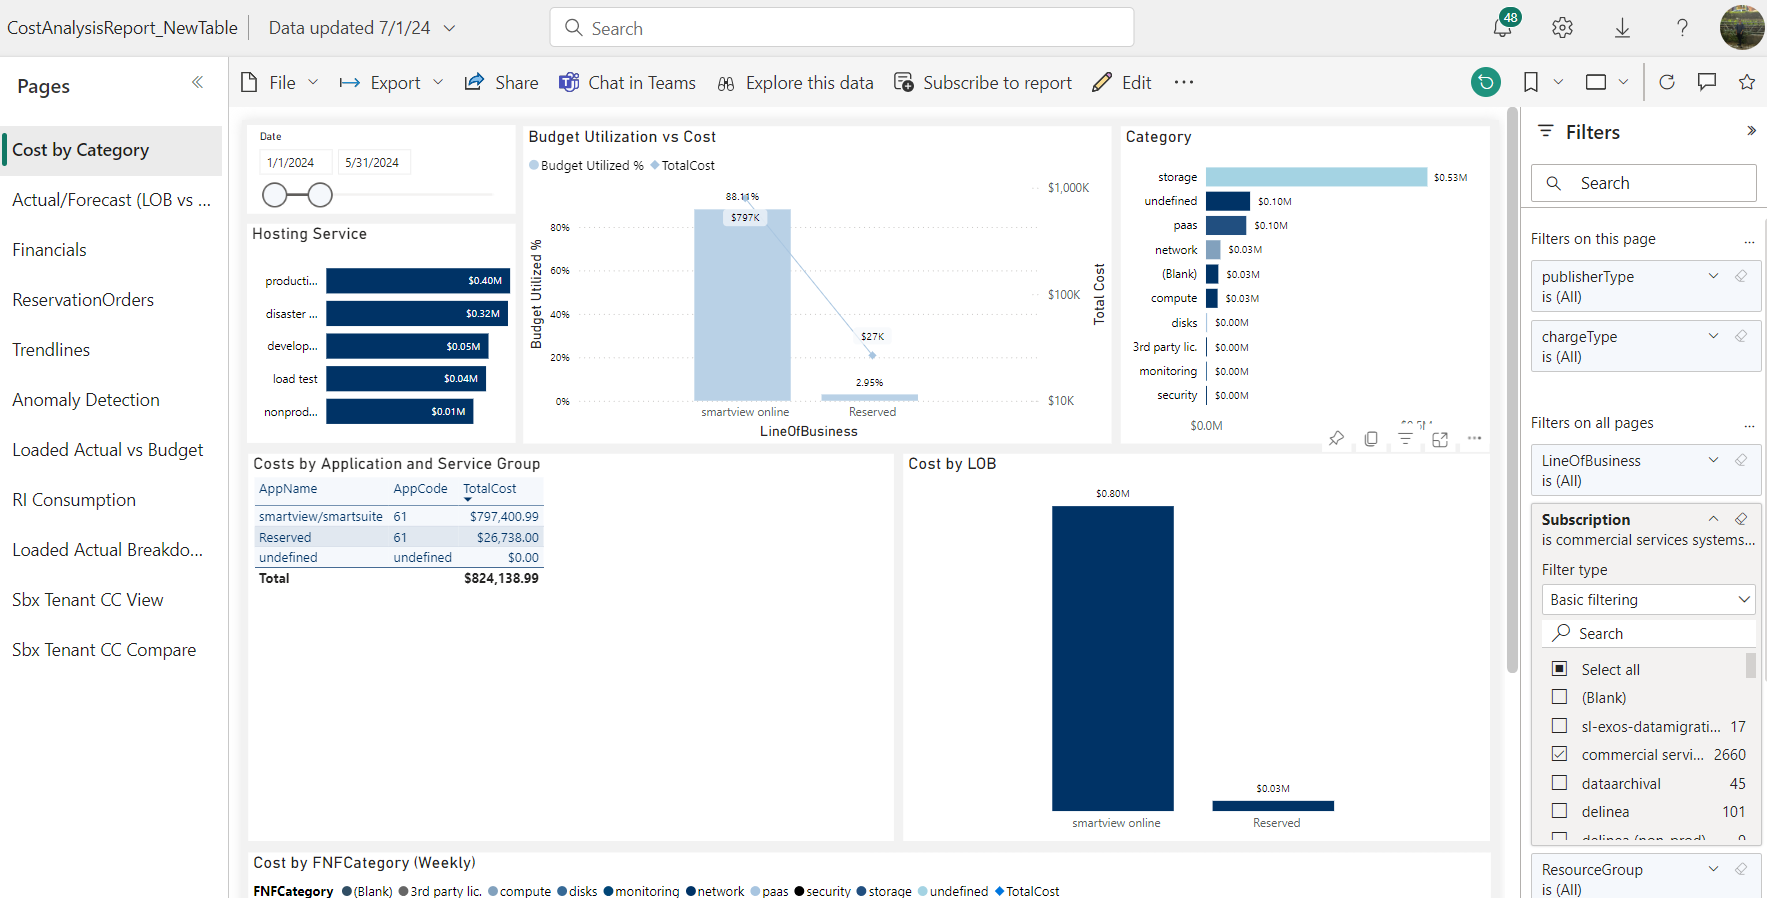 CostAnalysisReport_NewTable
Data updated 7/1/24
Search
48
Pages
Cost by Category
Actual/Forecast (LOB vs ...
Financials
ReservationOrders
Trendlines
Anomaly Detection
Loaded Actual vs Budget
RI Consumption
Loaded Actual Breakdo...
Sbx Tenant CC View
Sbx Tenant CC Compare
File
Export
Share
Chat in Teams
Explore this data
Subscribe to report
Edit
Date
1/1/2024
5/31/2024
Hosting Service
producti...
$0.40M
disaster ...
$0.32M
develop...
$0.05M
load test
$0.04M
nonprod...
$0.01M
Budget Utilization vs Cost
Budget Utilized %
TotalCost
Budget Utilized %
80%
60%
40%
20%
0%
88.11%
$797K
$27K
2.95%
smartview online
Reserved
LineOfBusiness
$1,000K
$100K
$10K
Total Cost
Category
storage
$0.53M
undefined
$0.10M
paas
$0.10M
network
$0.03M
(Blank)
$0.03M
compute
$0.03M
disks
$0.00M
3rd party lic.
$0.00M
monitoring
$0.00M
security
$0.00M
$0.0M
Costs by Application and Service Group
AppName AppCode TotalCost
smartview/smartsuite 61 $797,400.99
Reserved 61 $26,738.00
undefined undefined $0.00
Total $824,138.99
Cost by LOB
$0.80M
$0.03M
smartview online
Reserved
Cost by FNFCategory (Weekly)
FNFCategory (Blank) 3rd party lic. compute disks monitoring network paas security storage undefined TotalCost
Filters
Search
Filters on this page
...
publisherType
is (All)
chargeType
is (All)
Filters on all pages
...
LineOfBusiness
is (All)
Subscription
is commercial services systems...
Filter type
Basic filtering
Search
Select all
(Blank)
sl-exos-datamigrati... 17
commercial servi... 2660
dataarchival 45
delinea 101
delinea (non-prod)
ResourceGroup
is (All)